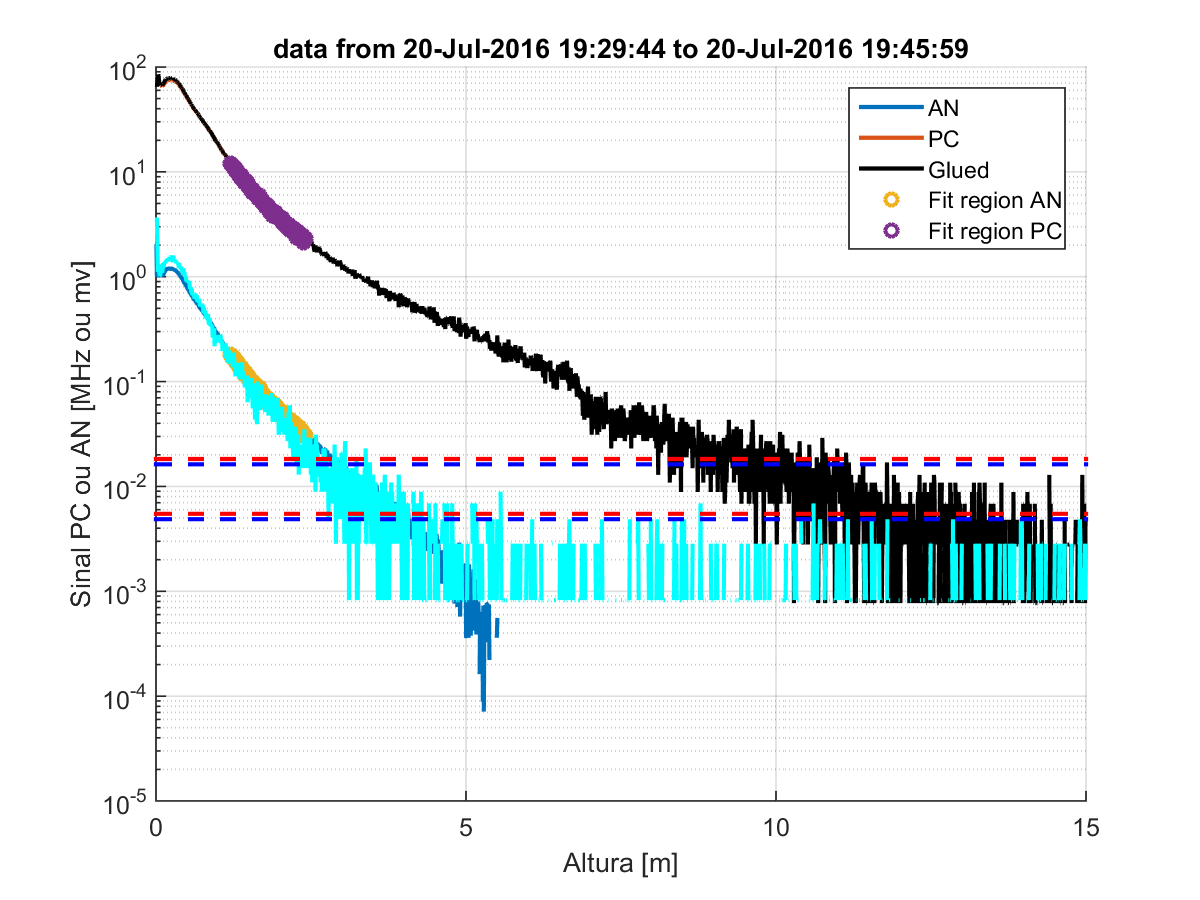 data from 20-Jul-2016 19:29:44 to 20-Jul-2016 19:45:59
AN
PC
Glued
Fit region AN
Fit region PC
Sinal PC ou AN [MHz ou mv]
10^2
10^1
10^0
10^-1
10^-2
10^-3
10^-4
10^-5
0 5 10 15
Altura [m]